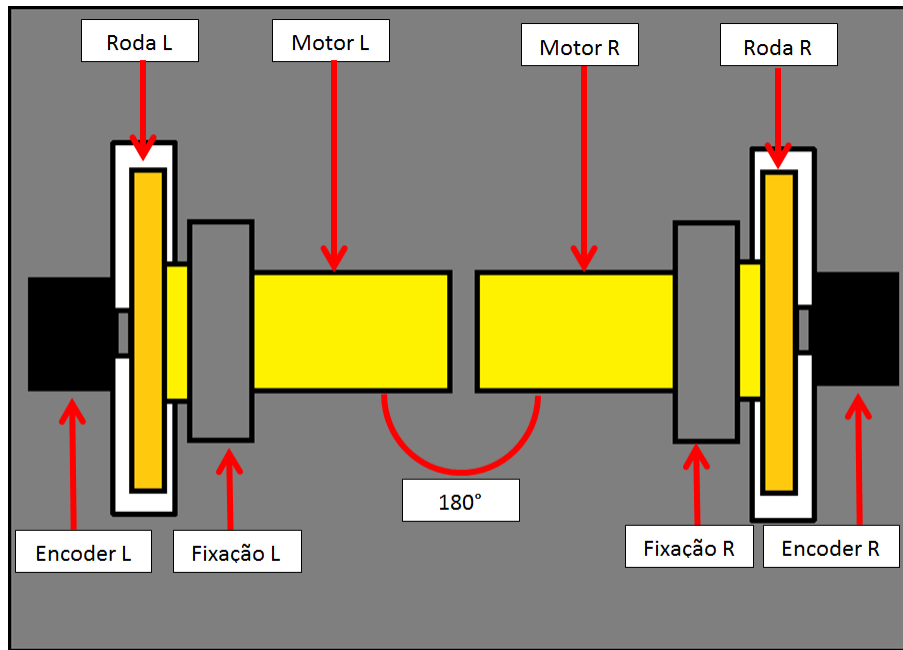 Roda L
Motor L
Motor R
Roda R
180°
Encoder L
Fixação L
Fixação R
Encoder R